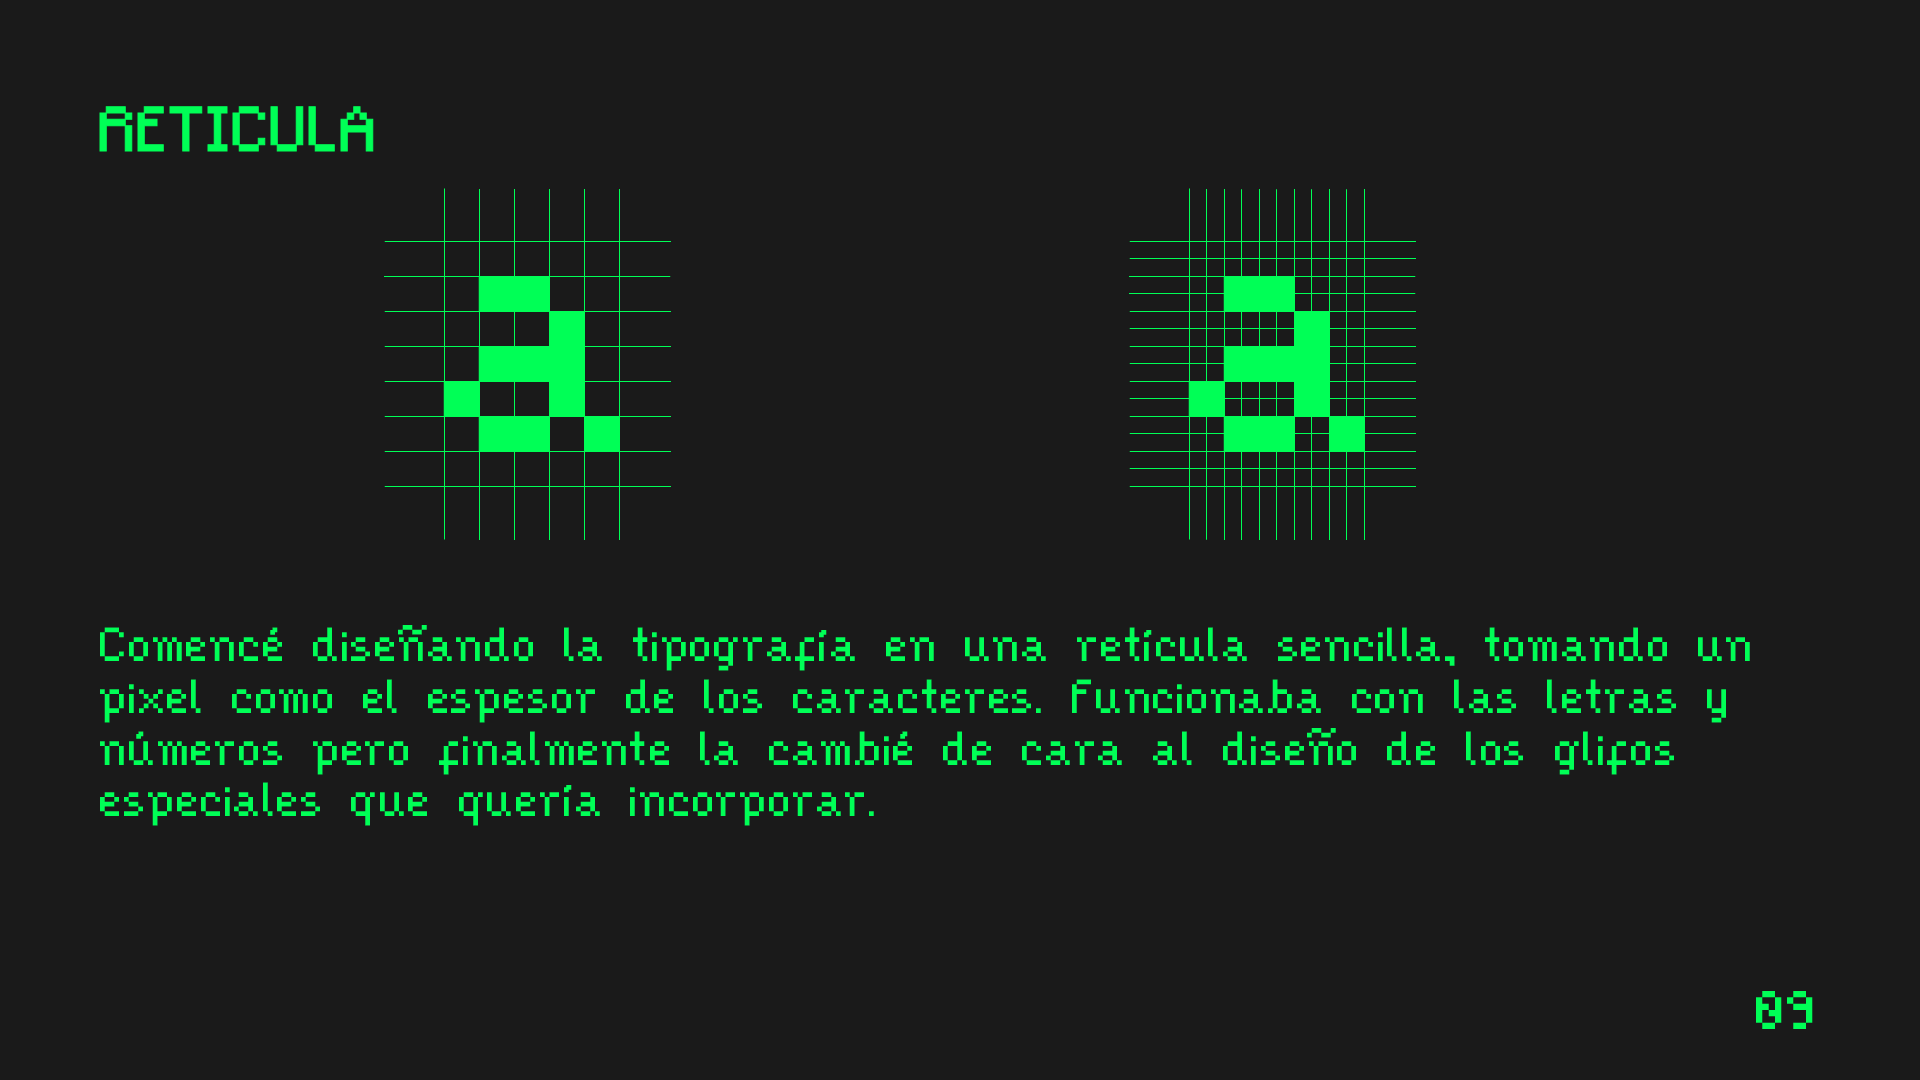 RETICULA
a a
Comencé diseñando la tipografía en una retícula sencilla, tomando un
pixel como el espesor de los caracteres. Funcionaba con las letras y
números pero finalmente la cambié de cara al diseño de los glifos
especiales que quería incorporar.
09